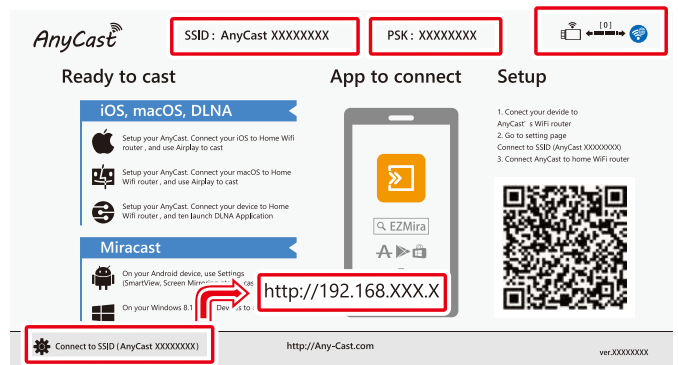 AnyCast
SSID : AnyCast XXXXXXXX
PSK : XXXXXXXX
[0]
Ready to cast
App to connect
Setup
iOS, macOS, DLNA
Setup your AnyCast. Connect your iOS to Home Wifi
router , and use Airplay to cast
Setup your AnyCast. Connect your macOS to Home
Wifi router , and use Airplay to cast
Setup your AnyCast. Connect your device to Home
Wifi router , and ten launch DLNA Application
Miracast
On your Android device, use Settings
(SmartView, Screen
On your Windows 8.1
EZMira
http://192.168.XXX.X
1. Conect your devide to
AnyCast' s WiFi router
2. Go to setting page
Connect to SSID (AnyCast XXXXXXXX)
3. Connect AnyCast to home WiFi router
Connect to SSID ( AnyCast XXXXXXXX )
http://Any-Cast.com
ver.XXXXXXXX